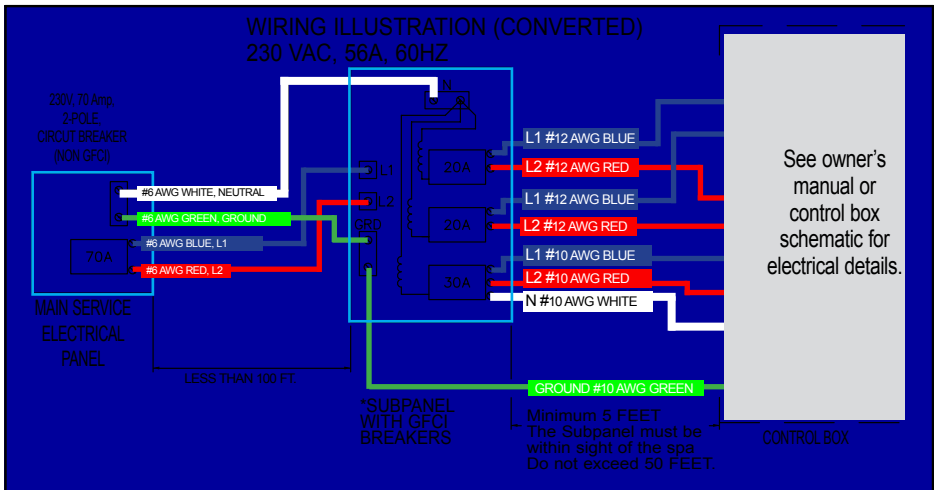 WIRING ILLUSTRATION (CONVERTED)
230 VAC, 56A, 60HZ
230V, 70 Amp,
2-POLE,
CIRCUIT BREAKER
(NON GFCI)
#6 AWG WHITE, NEUTRAL
#6 AWG GREEN, GROUND
#6 AWG BLUE, L1
#6 AWG RED, L2
70A
MAIN SERVICE
ELECTRICAL
PANEL
LESS THAN 100 FT.
N
L1
L2
GRD
20A
20A
30A
*SUBPANEL
WITH GFCI
BREAKERS
L1 #12 AWG BLUE
L2 #12 AWG RED
L1 #12 AWG BLUE
L2 #12 AWG RED
L1 #10 AWG BLUE
L2 #10 AWG RED
N #10 AWG WHITE
GROUND #10 AWG GREEN
Minimum 5 FEET.
The Subpanel must be
within sight of the spa.
Do not exceed 50 FEET.
See owner's
manual or
control box
schematic for
electrical details.
CONTROL BOX